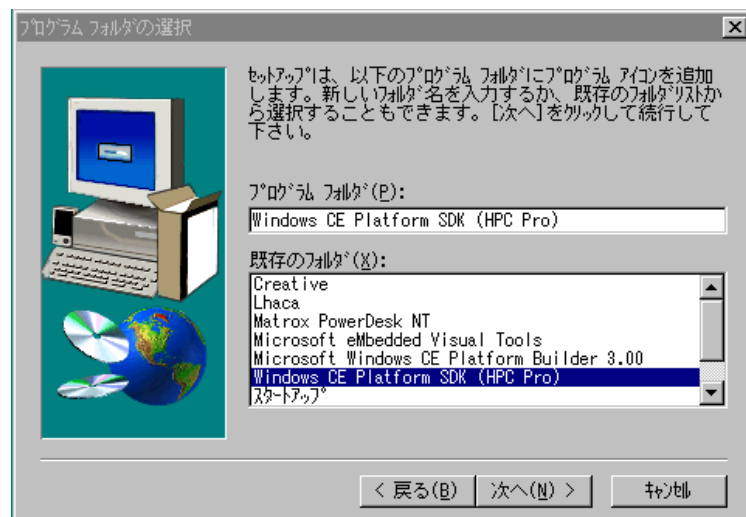 ﾌﾟﾛｸﾞﾗﾑ ﾌｫﾙﾀﾞの選択
ｾｯﾄｱｯﾌﾟは、以下のﾌﾟﾛｸﾞﾗﾑ ﾌｫﾙﾀﾞにﾌﾟﾛｸﾞﾗﾑ ｱｲｺﾝを追加
します。新しいﾌｫﾙﾀﾞ名を入力するか、既存のﾌｫﾙﾀﾞﾘｽﾄか
ら選択することもできます。[次へ]をｸﾘｯｸして続行して
下さい。
ﾌﾟﾛｸﾞﾗﾑ ﾌｫﾙﾀﾞ(P):
Windows CE Platform SDK (HPC Pro)
既存のﾌｫﾙﾀﾞ(X):
Creative
Lhaca
Matrox PowerDesk NT
Microsoft eMbedded Visual Tools
Microsoft Windows CE Platform Builder 3.00
Windows CE Platform SDK (HPC Pro)
ｽﾀｰﾄｱｯﾌﾟ
< 戻る(B)
次へ(N) >
ｷｬﾝｾﾙ